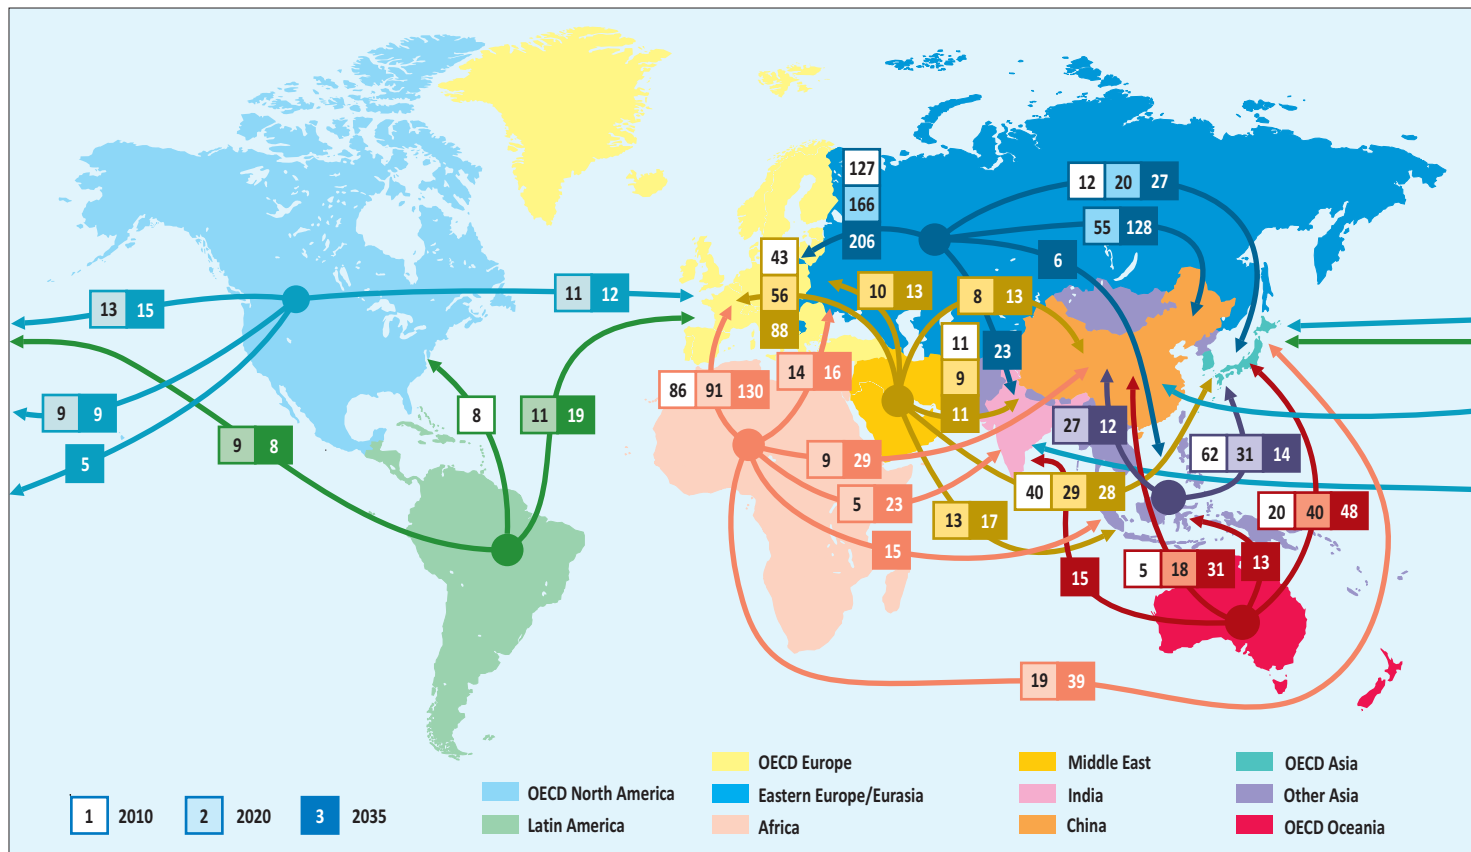 127
166
206
12 20 27
55 128
6
43
56
88
10 13
8 13
13 15
11 12
11
9
11
23
86 91 130
14 16
9 9
8
11 19
9 8
5
27 12
62 31 14
9 29
40 29 28
5 23
13 17
20 40 48
15
15
5 18 31
13
19 39
1 2010
2 2020
3 2035
OECD North America
Latin America
OECD Europe
Eastern Europe/Eurasia
Africa
Middle East
India
China
OECD Asia
Other Asia
OECD Oceania